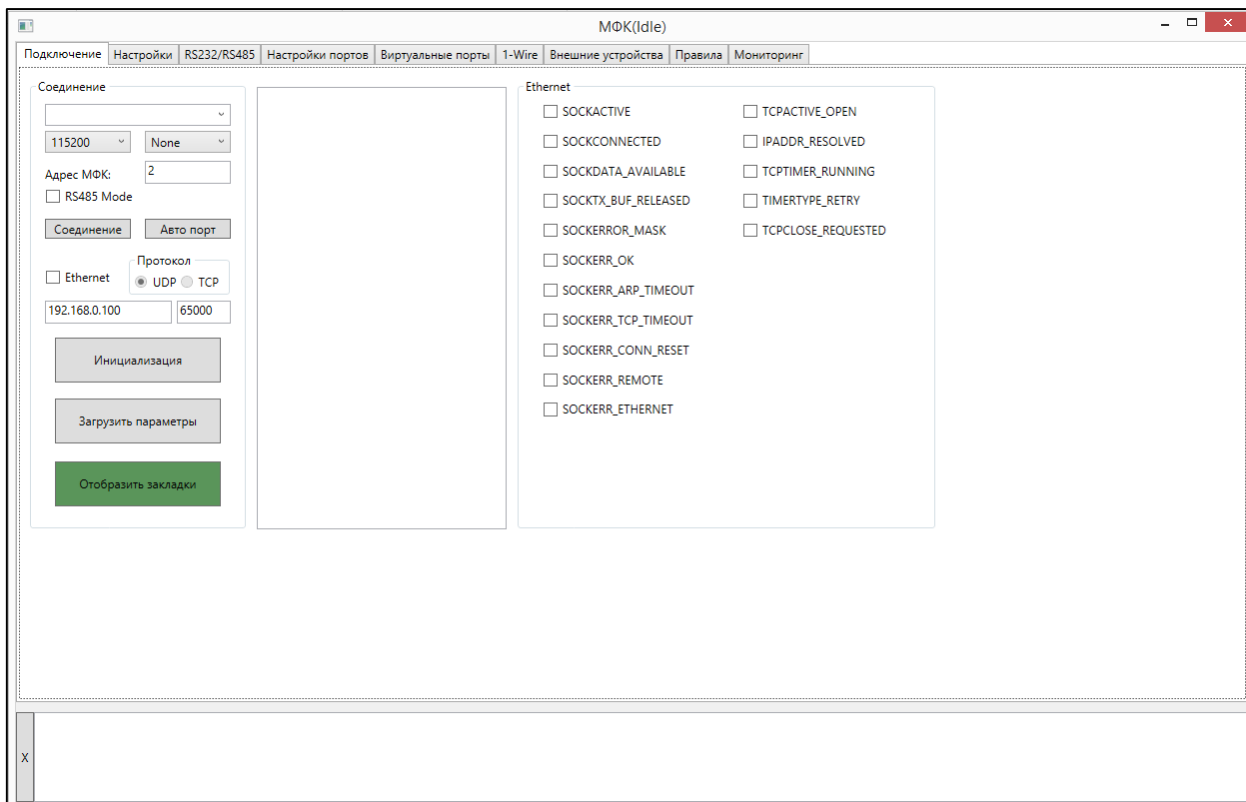 МФК(Idle)
Подключение Настройки RS232/RS485 Настройки портов Виртуальные порты 1-Wire Внешние устройства Правила Мониторинг
Соединение
115200 None
Адрес МФК: 2
RS485 Mode
Соединение Авто порт
Протокол
Ethernet UDP TCP
192.168.0.100 65000
Инициализация
Загрузить параметры
Отобразить закладки
Ethernet
SOCKACTIVE TCPACTIVE_OPEN
SOCKCONNECTED IPADDR_RESOLVED
SOCKDATA_AVAILABLE TCPTIMER_RUNNING
SOCKTX_BUF_RELEASED TIMERTYPE_RETRY
SOCKERROR_MASK TCPCLOSE_REQUESTED
SOCKERR_OK
SOCKERR_ARP_TIMEOUT
SOCKERR_TCP_TIMEOUT
SOCKERR_CONN_RESET
SOCKERR_REMOTE
SOCKERR_ETHERNET
X